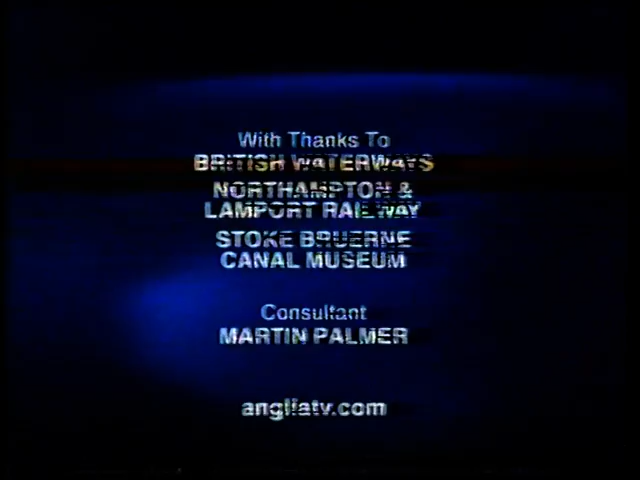 With Thanks To
BRITISH WATERWAYS
NORTHAMPTON &
LAMPORT RAILWAY
STOKE BRUERNE
CANAL MUSEUM
Consultant
MARTIN PALMER
angliatv.com